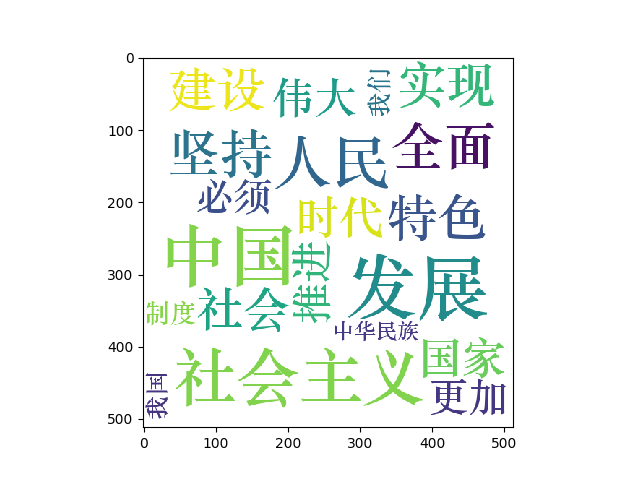 建设
伟大
我们
实现
坚持
人民
全面
必须
时代
特色
中国
推进
发展
制度
社会
中华民族
社会主义
国家
我国
更加
0
100
200
300
400
500
0
100
200
300
400
500